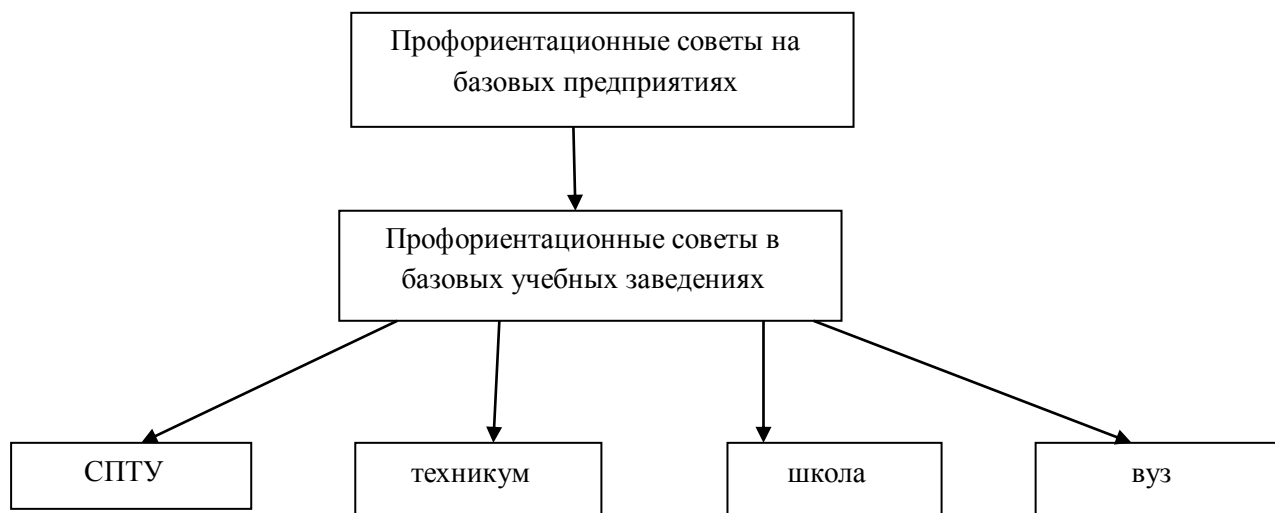 Профориентационные советы на
базовых предприятиях
Профориентационные советы в
базовых учебных заведениях
СПТУ
техникум
школа
вуз